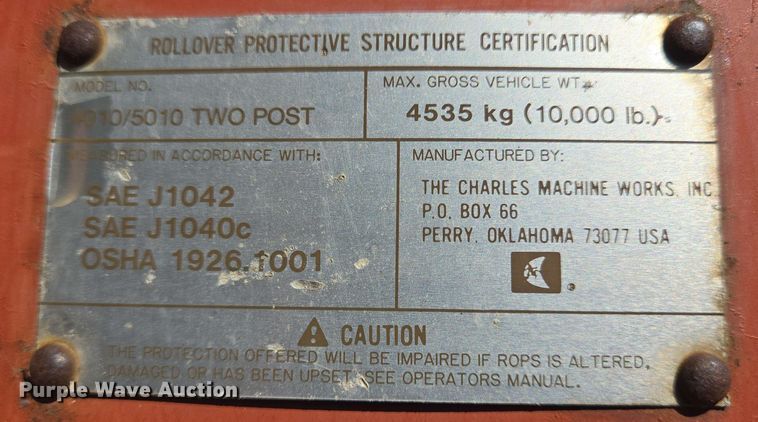 ROLLOVER PROTECTIVE STRUCTURE CERTIFICATION
MODEL NO.
4010/5010 TWO POST
MAX. GROSS VEHICLE WT.
4535 kg (10,000 lb.)
MEASURED IN ACCORDANCE WITH:
SAE J1042
SAE J1040c
OSHA 1926.1001
MANUFACTURED BY:
THE CHARLES MACHINE WORKS, INC
P.O. BOX 66
PERRY, OKLAHOMA 73077 USA
CAUTION
THE PROTECTION OFFERED WILL BE IMPAIRED IF ROPS IS ALTERED,
DAMAGED OR HAS BEEN UPSET, SEE OPERATORS MANUAL.
Purple Wave Auction